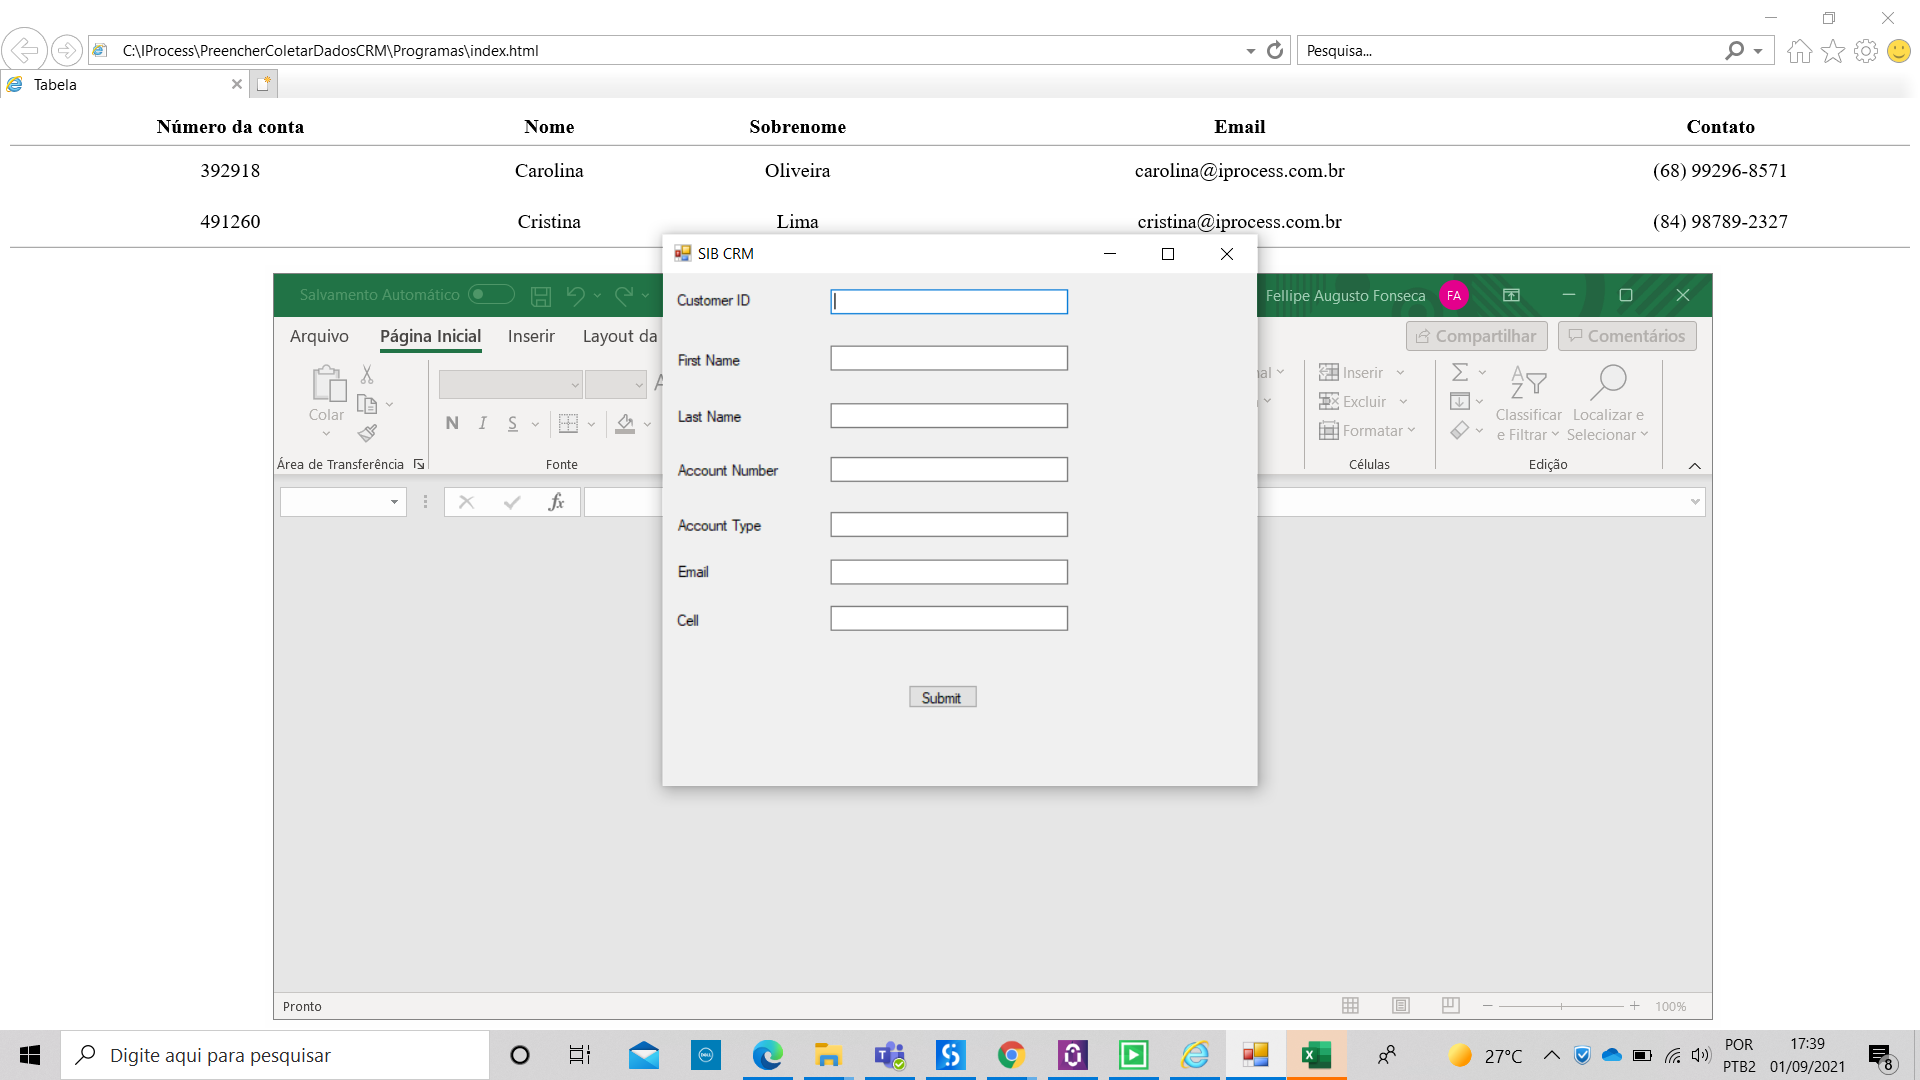 C:\IProcess\PreencherColetarDadosCRM\Programas\index.html
Pesquisa...
Tabela
Número da conta Nome Sobrenome Email Contato
392918 Carolina Oliveira carolina@iprocess.com.br (68) 99296-8571
491260 Cristina Lima cristina@iprocess.com.br (84) 98789-2327
SIB CRM
Customer ID
First Name
Last Name
Account Number
Account Type
Email
Cell
Submit
Salvamento Automático
Fellipe Augusto Fonseca FA
Arquivo Página Inicial Inserir Layout da
Compartilhar Comentários
Colar
N I S
Área de Transferência
Fonte
Inserir
Excluir
Formatar
Células
Classificar
e Filtrar
Localizar e
Selecionar
Edição
fx
Pronto
100%
Digite aqui para pesquisar
27°C
POR
PTB2
17:39
01/09/2021
8